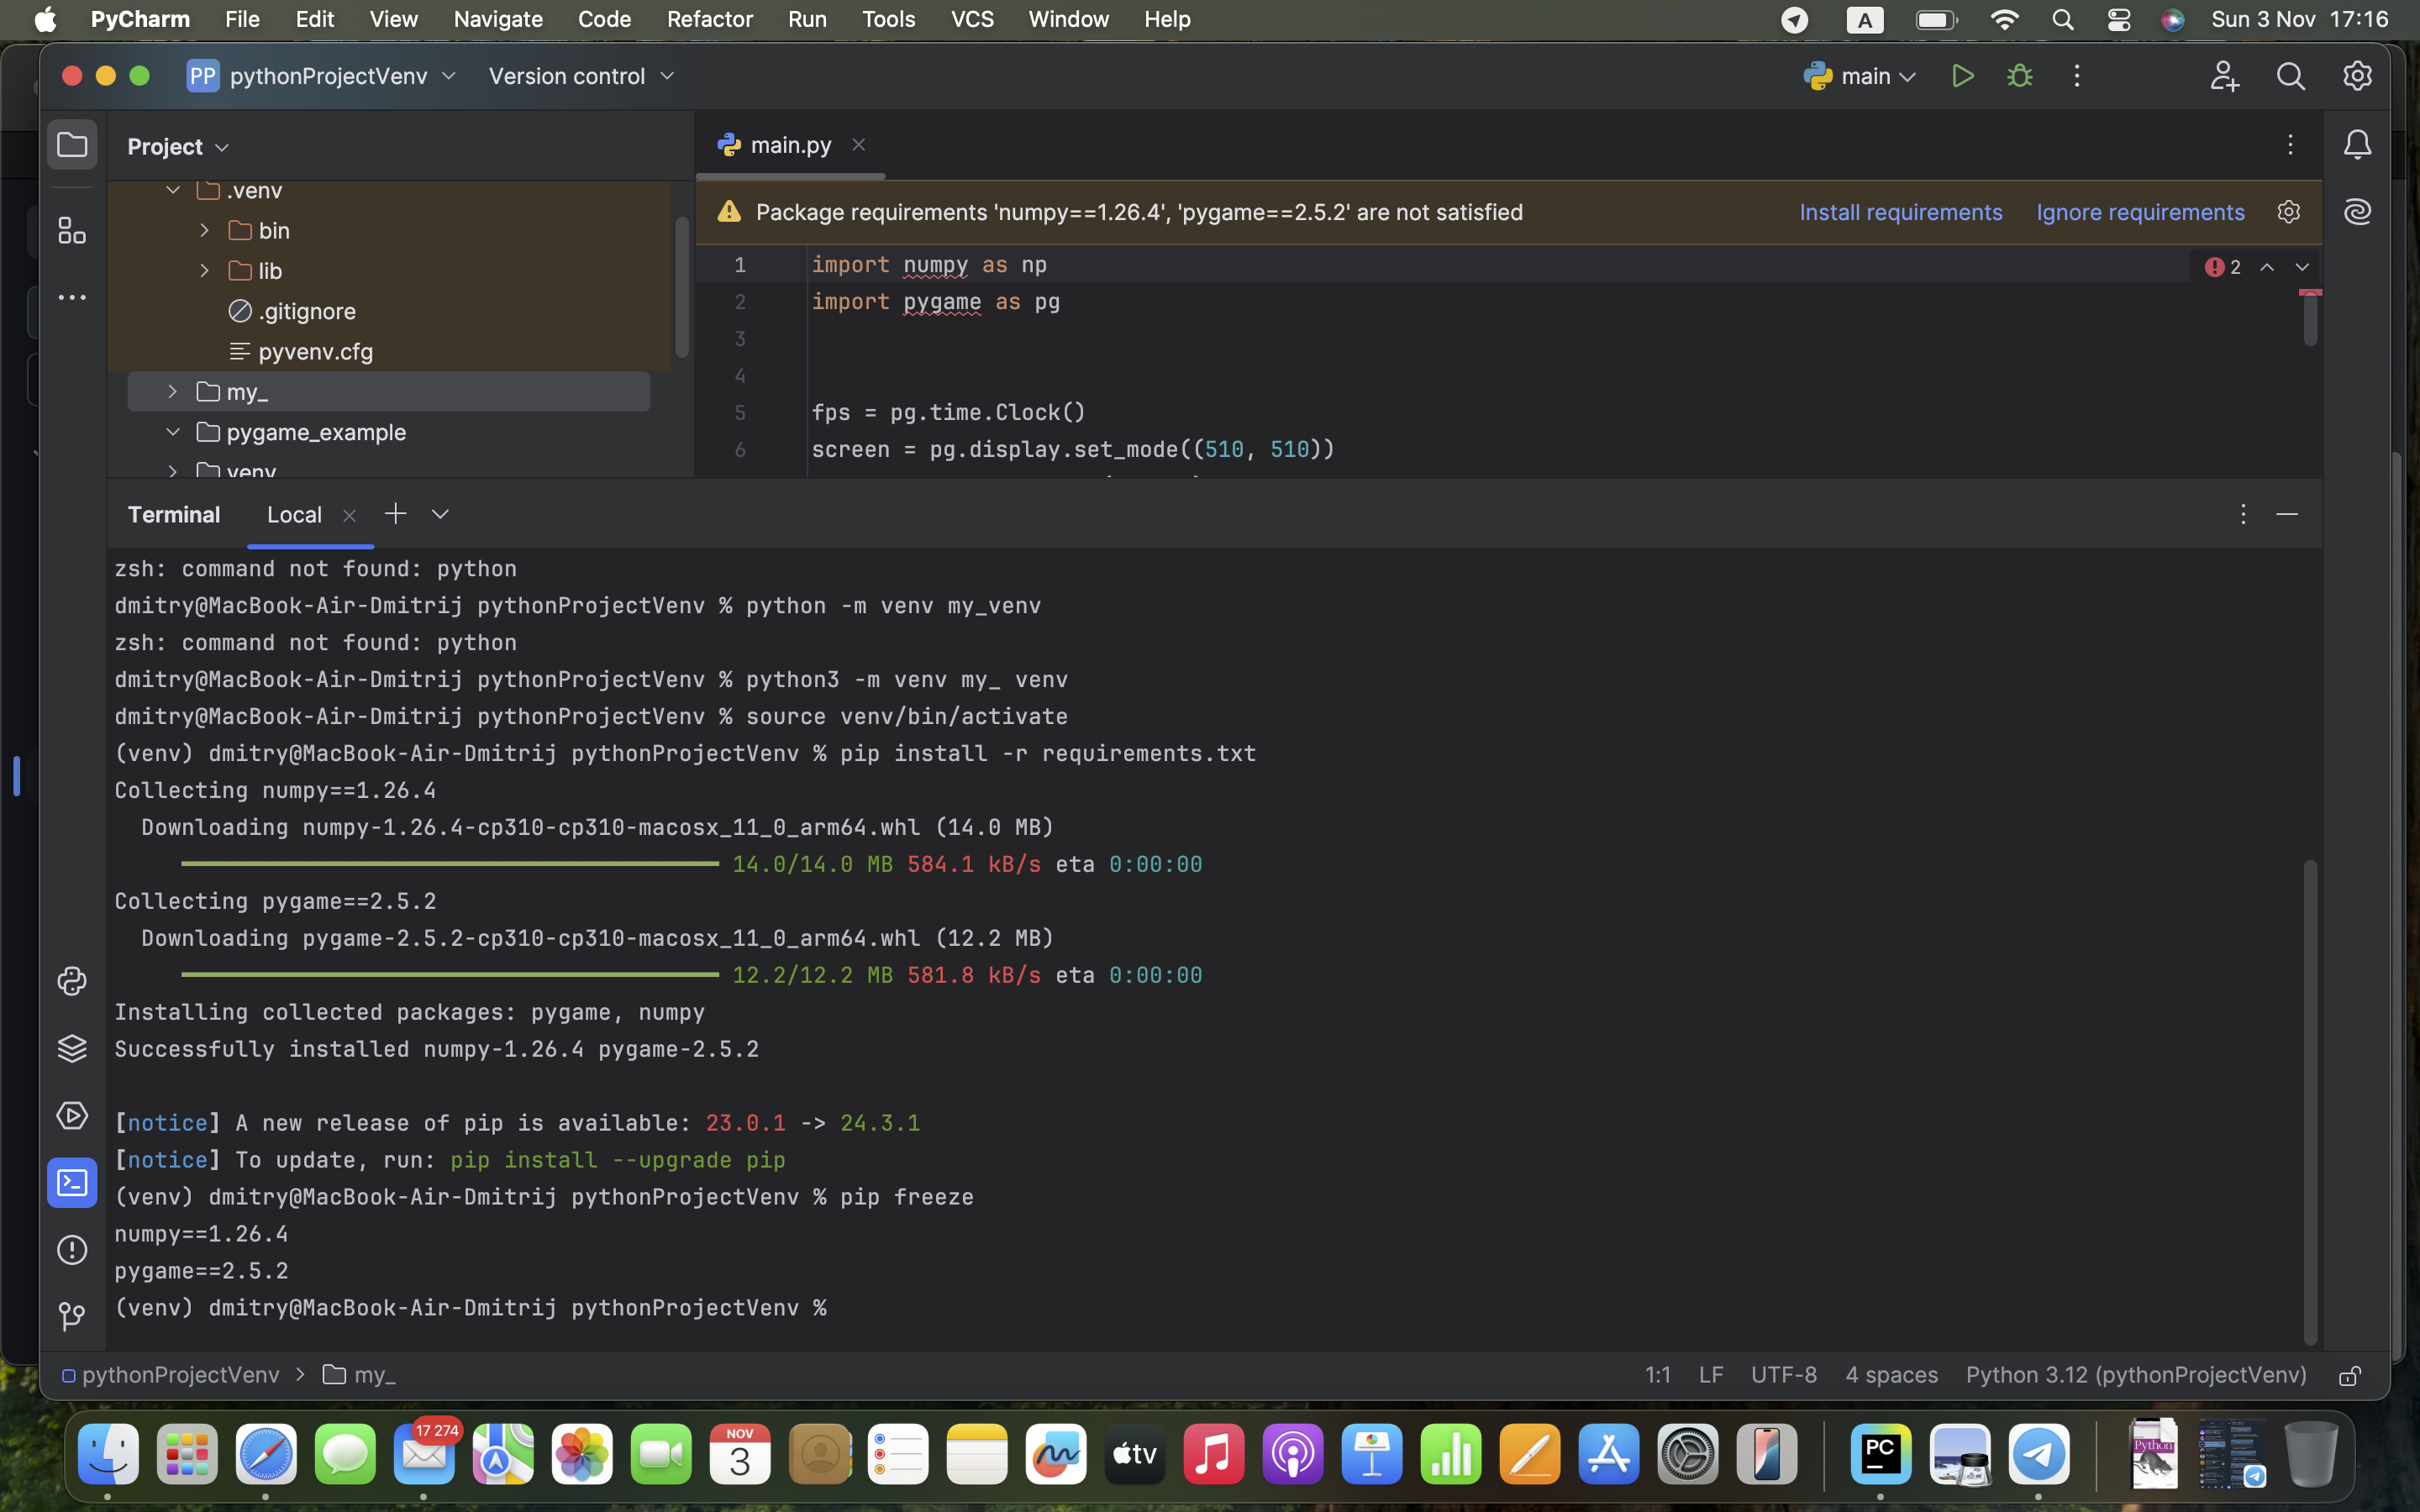 PyCharm File Edit View Navigate Code Refactor Run Tools VCS Window Help A Sun 3 Nov 17:16
PP pythonProjectVenv Version control main
Project
main.py
.venv
bin
lib
.gitignore
pyvenv.cfg
my_
pygame_example
venv
Package requirements 'numpy==1.26.4', 'pygame==2.5.2' are not satisfied Install requirements Ignore requirements
1 import numpy as np
2
2 import pygame as pg
3
4
5 fps = pg.time.Clock()
6 screen = pg.display.set_mode((510, 510))
Terminal Local
zsh: command not found: python
dmitry@MacBook-Air-Dmitrij pythonProjectVenv % python -m venv my_venv
zsh: command not found: python
dmitry@MacBook-Air-Dmitrij pythonProjectVenv % python3 -m venv my_ venv
dmitry@MacBook-Air-Dmitrij pythonProjectVenv % source venv/bin/activate
(venv) dmitry@MacBook-Air-Dmitrij pythonProjectVenv % pip install -r requirements.txt
Collecting numpy==1.26.4
Downloading numpy-1.26.4-cp310-cp310-macosx_11_0_arm64.whl (14.0 MB)
14.0/14.0 MB 584.1 kB/s eta 0:00:00
Collecting pygame==2.5.2
Downloading pygame-2.5.2-cp310-cp310-macosx_11_0_arm64.whl (12.2 MB)
12.2/12.2 MB 581.8 kB/s eta 0:00:00
Installing collected packages: pygame, numpy
Successfully installed numpy-1.26.4 pygame-2.5.2
[notice] A new release of pip is available: 23.0.1 -> 24.3.1
[notice] To update, run: pip install --upgrade pip
(venv) dmitry@MacBook-Air-Dmitrij pythonProjectVenv % pip freeze
numpy==1.26.4
pygame==2.5.2
(venv) dmitry@MacBook-Air-Dmitrij pythonProjectVenv %
pythonProjectVenv > my_ 1:1 LF UTF-8 4 spaces Python 3.12 (pythonProjectVenv)
17 274
NOV
3
tv
PC
Python